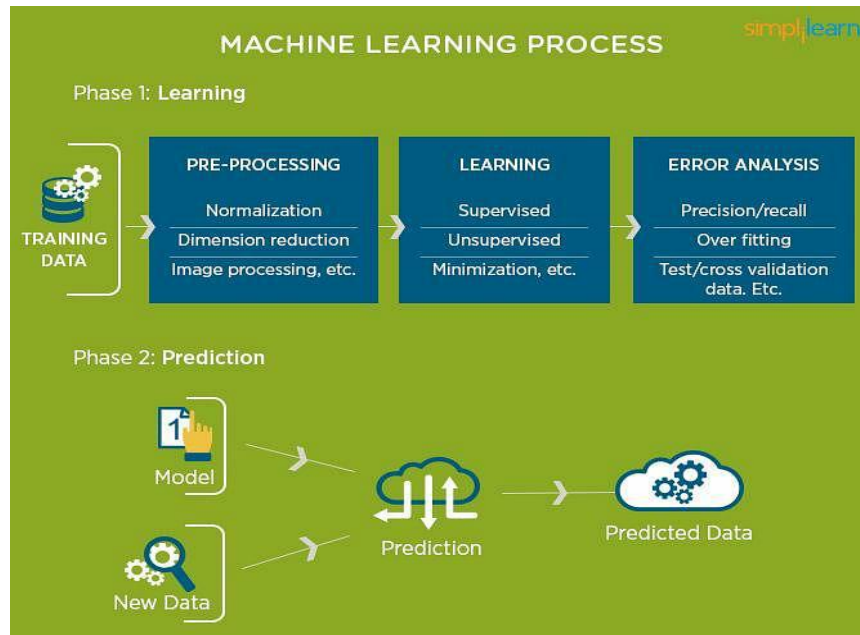 simplilearn
MACHINE LEARNING PROCESS
Phase 1: Learning
TRAINING
DATA
PRE-PROCESSING
Normalization
Dimension reduction
Image processing, etc.
LEARNING
Supervised
Unsupervised
Minimization, etc.
ERROR ANALYSIS
Precision/recall
Over fitting
Test/cross validation
data. Etc.
Phase 2: Prediction
1
Model
New Data
Prediction
Predicted Data